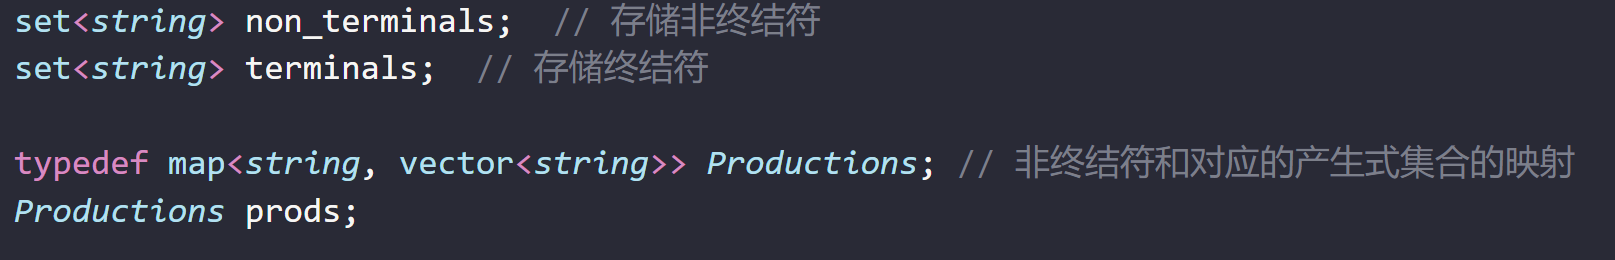 set<string> non_terminals;  // 存储非终结符
set<string> terminals;  // 存储终结符
typedef map<string, vector<string>> Productions; // 非终结符和对应的产生式集合的映射
Productions prods;